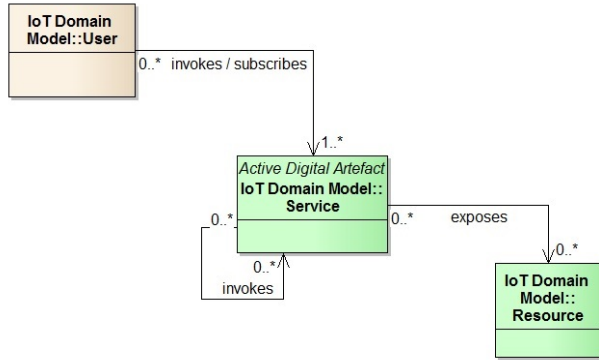 IoT Domain
Model::User
0..* invokes / subscribes
1..*
Active Digital Artefact
IoT Domain Model::
Service
0..*
0..*
exposes
0..*
0..*
invokes
IoT Domain
Model::
Resource